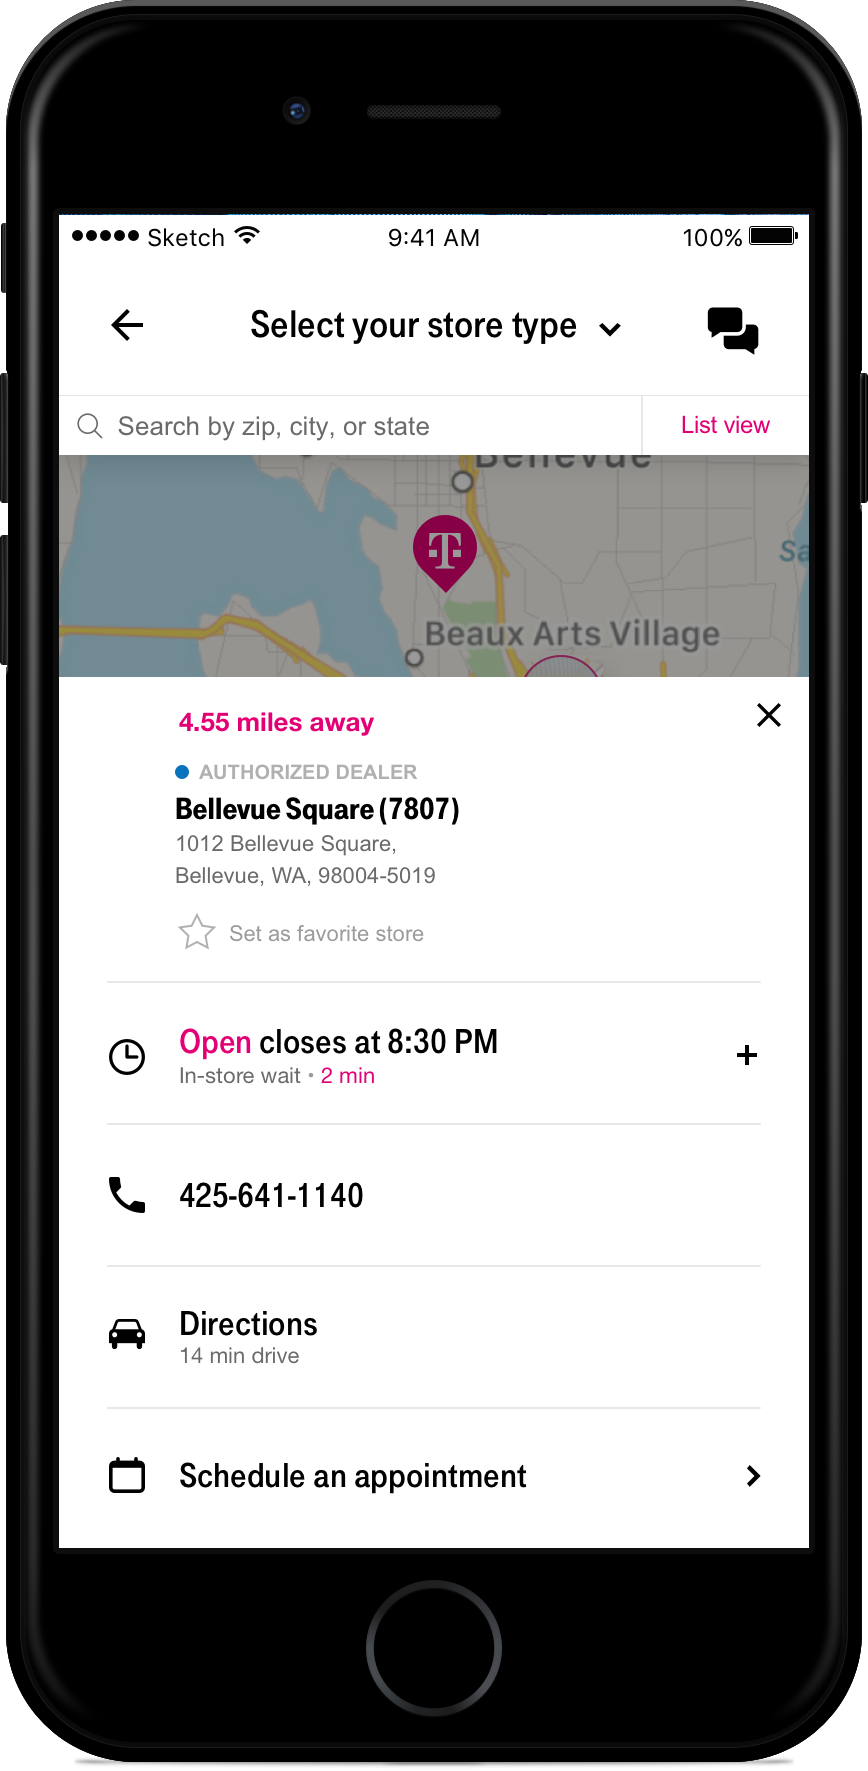 Sketch 9:41 AM 100%
Select your store type
Search by zip, city, or state
List view
Bellevue
T
Sa
Beaux Arts Village
4.55 miles away
AUTHORIZED DEALER
Bellevue Square (7807)
1012 Bellevue Square,
Bellevue, WA, 98004-5019
Set as favorite store
Open closes at 8:30 PM
In-store wait • 2 min
425-641-1140
Directions
14 min drive
Schedule an appointment